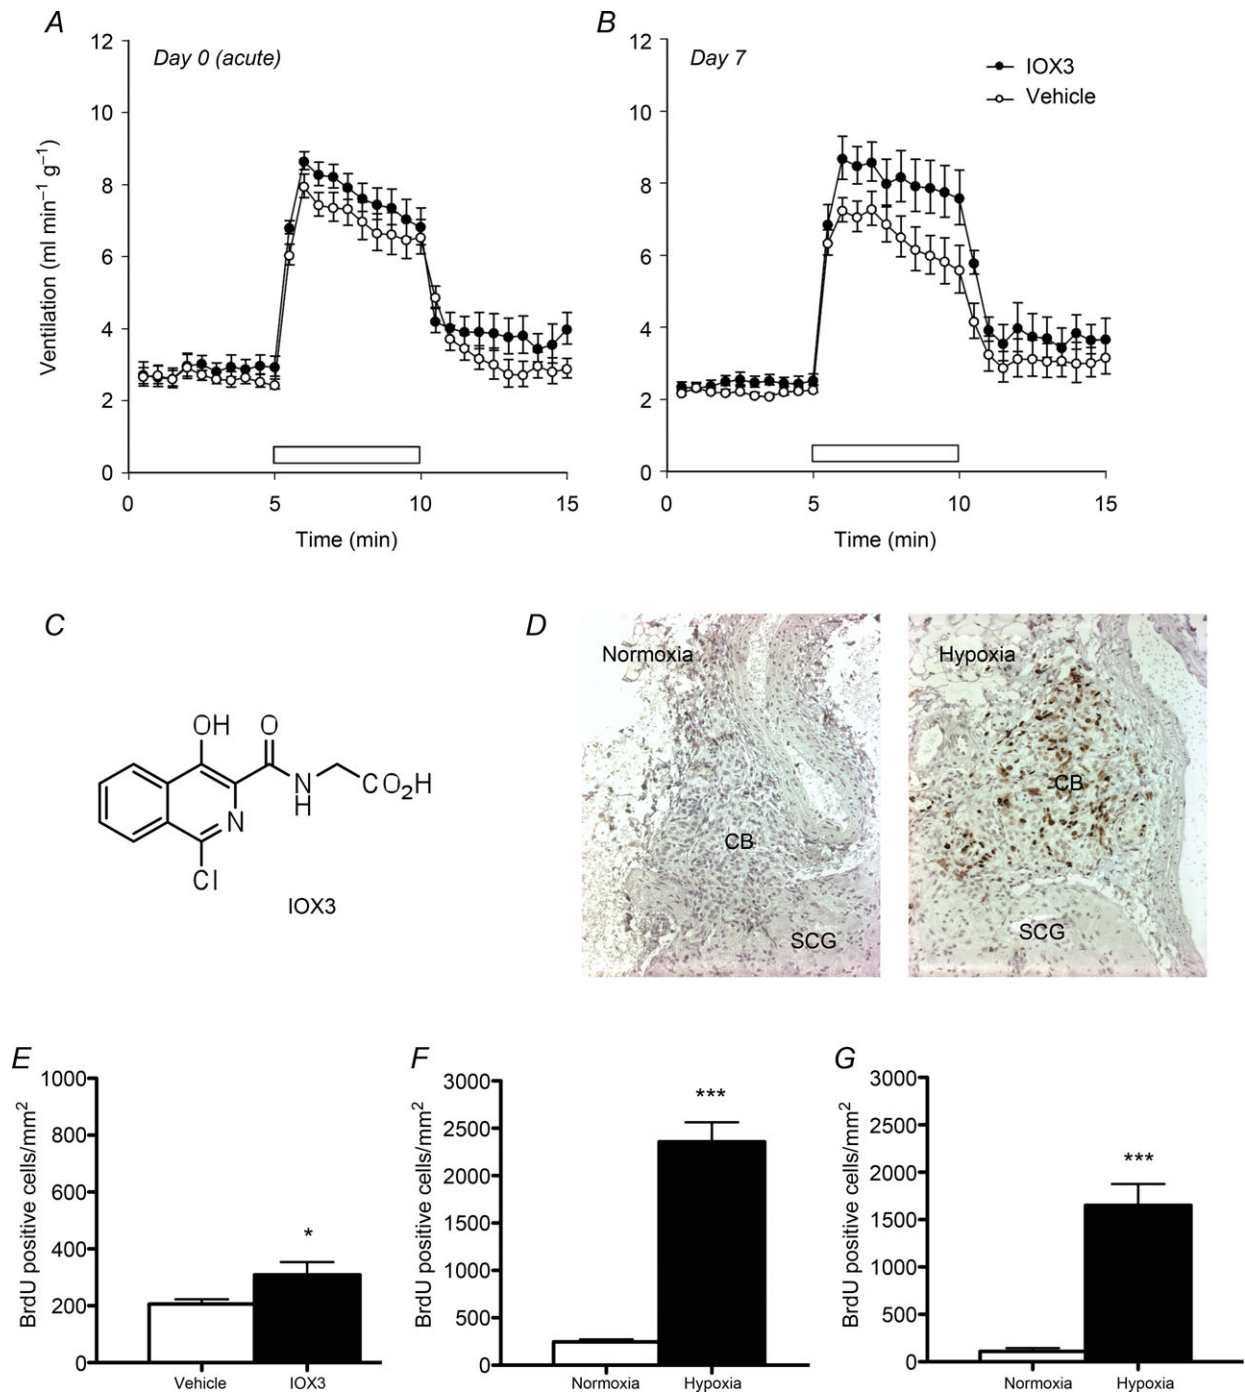 A
B
Day 0 (acute)
Day 7
IOX3
Vehicle
Ventilation (ml min⁻¹ g⁻¹)
12
10
8
6
4
2
0
0
5
10
15
Time (min)
12
10
8
6
4
2
0
0
5
10
15
Time (min)
C
OH
O
N
H
CO₂H
N
Cl
IOX3
D
Normoxia
CB
SCG
Hypoxia
CB
SCG
E
BrdU positive cells/mm²
1000
800
600
400
200
0
*
Vehicle
IOX3
F
BrdU positive cells/mm²
3000
2500
2000
1500
1000
500
0
***
Normoxia
Hypoxia
G
BrdU positive cells/mm²
3000
2500
2000
1500
1000
500
0
***
Normoxia
Hypoxia